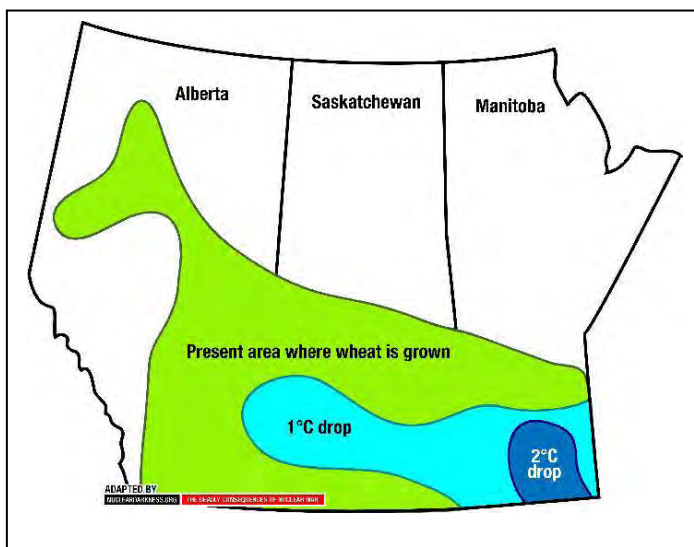 Alberta
Saskatchewan
Manitoba
Present area where wheat is grown
1°C drop
2°C
drop
ADAPTED BY
NUCLEARDARKNESS.ORG THE DEADLY CONSEQUENCES OF NUCLEAR WAR